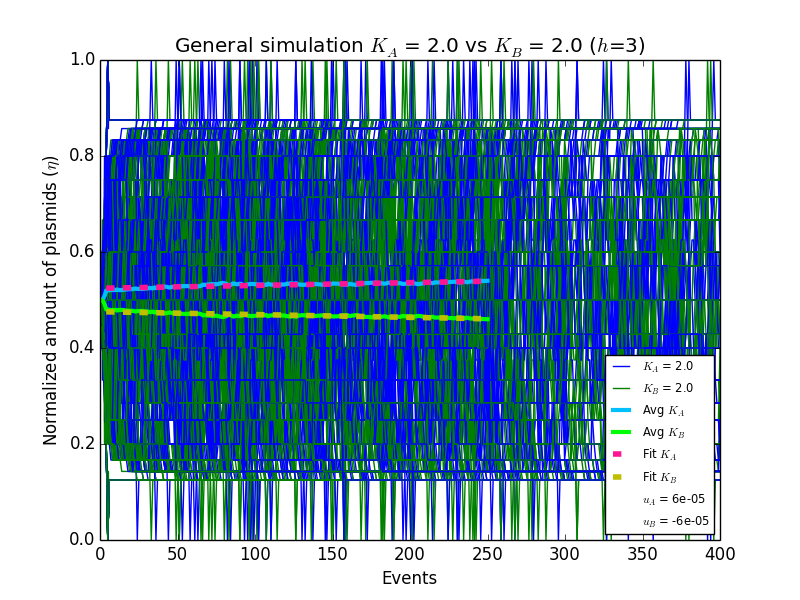 General simulation K_A = 2.0 vs K_B = 2.0 (h=3)
Normalized amount of plasmids (η)
1.0
0.8
0.6
0.4
0.2
0.0
K_A = 2.0
K_B = 2.0
Avg K_A
Avg K_B
Fit K_A
Fit K_B
u_A = 6e-05
u_B = -6e-05
0 50 100 150 200 250 300 350 400
Events